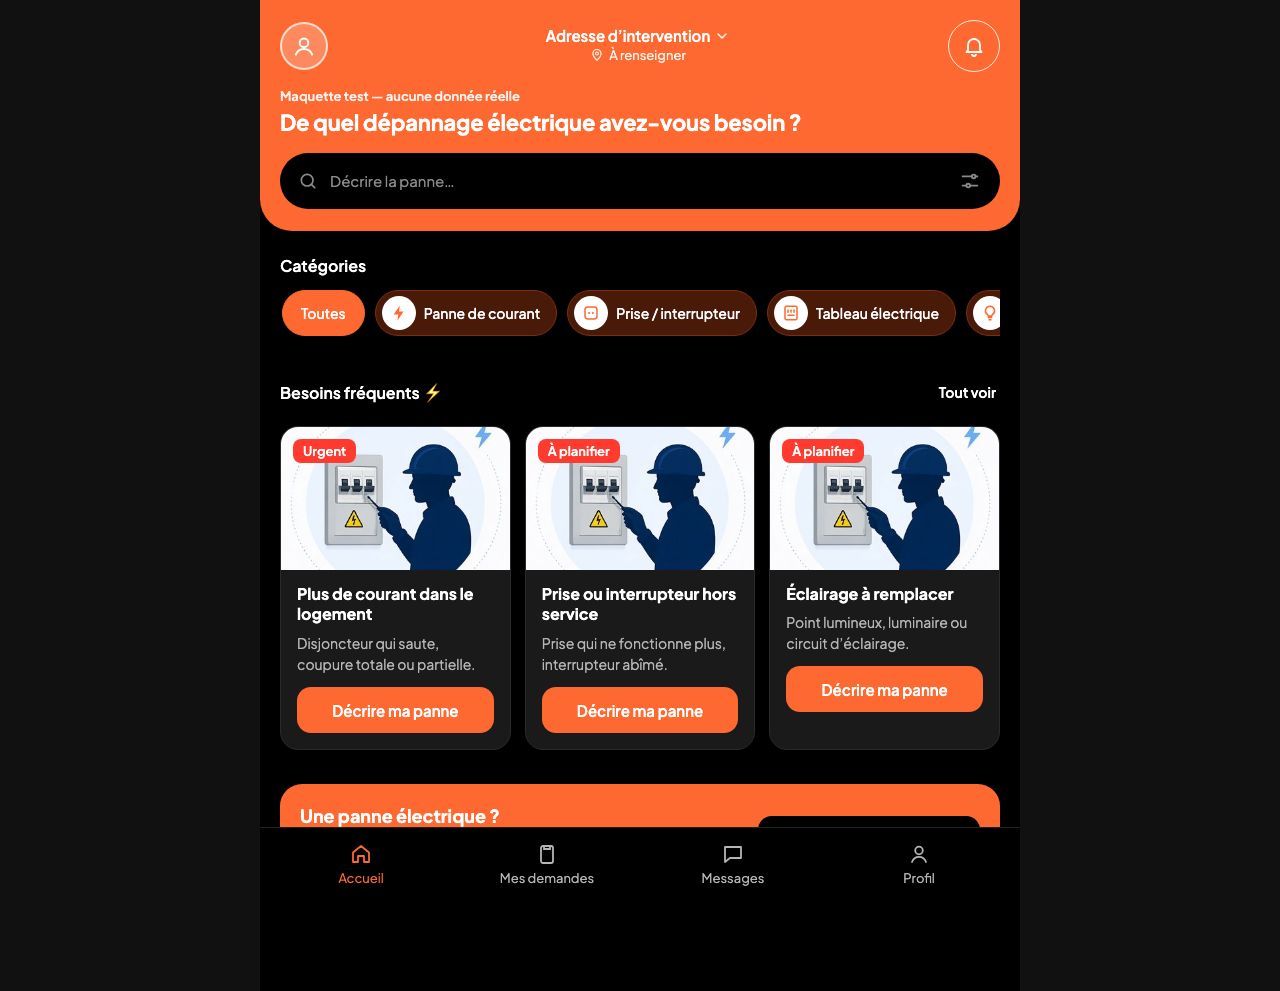 Adresse d’intervention
À renseigner
Maquette test — aucune donnée réelle
De quel dépannage électrique avez-vous besoin ?
Décrire la panne…
Catégories
Toutes
Panne de courant
Prise / interrupteur
Tableau électrique
Besoins fréquents ⚡
Tout voir
Urgent
Plus de courant dans le
logement
Disjoncteur qui saute,
coupure totale ou partielle.
Décrire ma panne
À planifier
Prise ou interrupteur hors
service
Prise qui ne fonctionne plus,
interrupteur abîmé.
Décrire ma panne
À planifier
Éclairage à remplacer
Point lumineux, luminaire ou
circuit d’éclairage.
Décrire ma panne
Une panne électrique ?
Accueil
Mes demandes
Messages
Profil